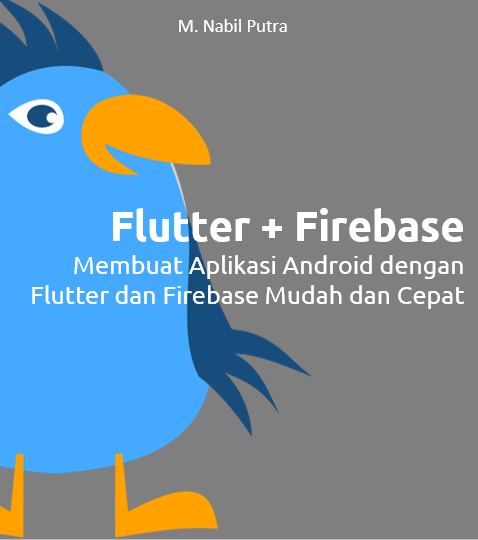 M. Nabil Putra
Flutter + Firebase
Membuat Aplikasi Android dengan
Flutter dan Firebase Mudah dan Cepat